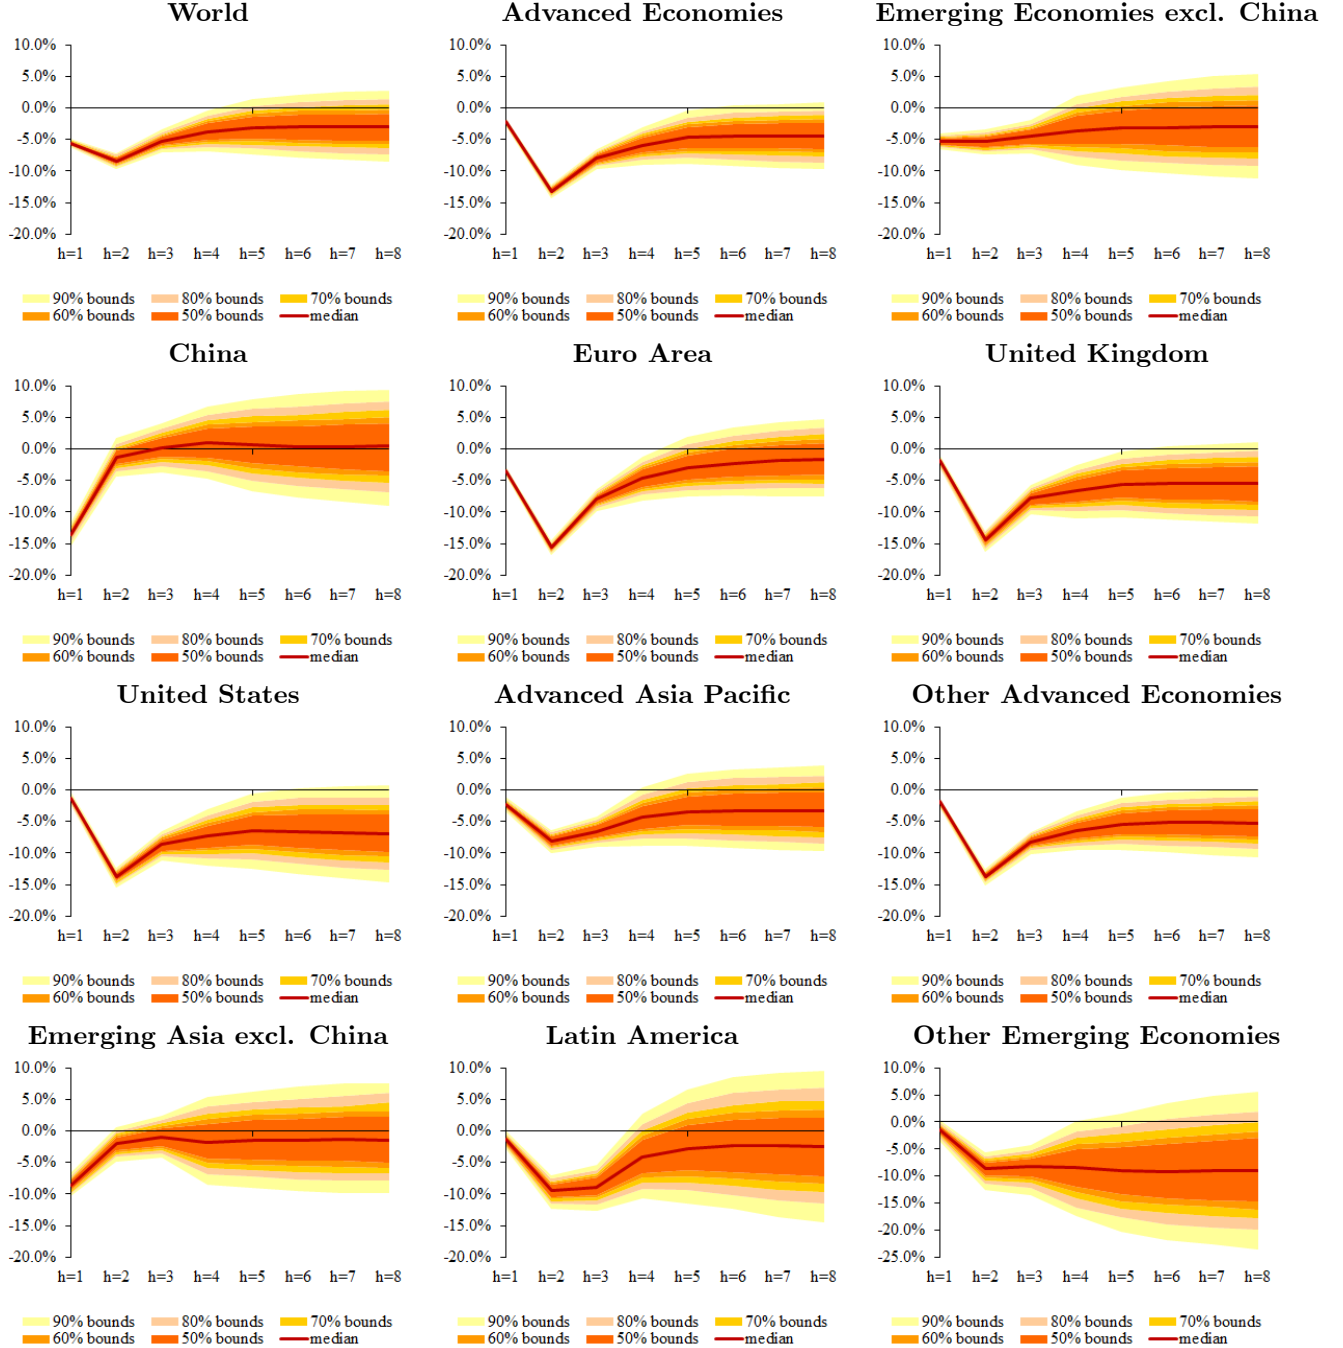 World
10.0%
5.0%
0.0%
-5.0%
-10.0%
-15.0%
-20.0%
h=1 h=2 h=3 h=4 h=5 h=6 h=7 h=8
90% bounds 80% bounds 70% bounds
60% bounds 50% bounds median
Advanced Economies
10.0%
5.0%
0.0%
-5.0%
-10.0%
-15.0%
-20.0%
h=1 h=2 h=3 h=4 h=5 h=6 h=7 h=8
90% bounds 80% bounds 70% bounds
60% bounds 50% bounds median
Emerging Economies excl. China
10.0%
5.0%
0.0%
-5.0%
-10.0%
-15.0%
-20.0%
h=1 h=2 h=3 h=4 h=5 h=6 h=7 h=8
90% bounds 80% bounds 70% bounds
60% bounds 50% bounds median
China
10.0%
5.0%
0.0%
-5.0%
-10.0%
-15.0%
-20.0%
h=1 h=2 h=3 h=4 h=5 h=6 h=7 h=8
90% bounds 80% bounds 70% bounds
60% bounds 50% bounds median
Euro Area
10.0%
5.0%
0.0%
-5.0%
-10.0%
-15.0%
-20.0%
h=1 h=2 h=3 h=4 h=5 h=6 h=7 h=8
90% bounds 80% bounds 70% bounds
60% bounds 50% bounds median
United Kingdom
10.0%
5.0%
0.0%
-5.0%
-10.0%
-15.0%
-20.0%
h=1 h=2 h=3 h=4 h=5 h=6 h=7 h=8
90% bounds 80% bounds 70% bounds
60% bounds 50% bounds median
United States
10.0%
5.0%
0.0%
-5.0%
-10.0%
-15.0%
-20.0%
h=1 h=2 h=3 h=4 h=5 h=6 h=7 h=8
90% bounds 80% bounds 70% bounds
60% bounds 50% bounds median
Advanced Asia Pacific
10.0%
5.0%
0.0%
-5.0%
-10.0%
-15.0%
-20.0%
h=1 h=2 h=3 h=4 h=5 h=6 h=7 h=8
90% bounds 80% bounds 70% bounds
60% bounds 50% bounds median
Other Advanced Economies
10.0%
5.0%
0.0%
-5.0%
-10.0%
-15.0%
-20.0%
h=1 h=2 h=3 h=4 h=5 h=6 h=7 h=8
90% bounds 80% bounds 70% bounds
60% bounds 50% bounds median
Emerging Asia excl. China
10.0%
5.0%
0.0%
-5.0%
-10.0%
-15.0%
-20.0%
h=1 h=2 h=3 h=4 h=5 h=6 h=7 h=8
90% bounds 80% bounds 70% bounds
60% bounds 50% bounds median
Latin America
10.0%
5.0%
0.0%
-5.0%
-10.0%
-15.0%
-20.0%
h=1 h=2 h=3 h=4 h=5 h=6 h=7 h=8
90% bounds 80% bounds 70% bounds
60% bounds 50% bounds median
Other Emerging Economies
10.0%
5.0%
0.0%
-5.0%
-10.0%
-15.0%
-20.0%
-25.0%
h=1 h=2 h=3 h=4 h=5 h=6 h=7 h=8
90% bounds 80% bounds 70% bounds
60% bounds 50% bounds median